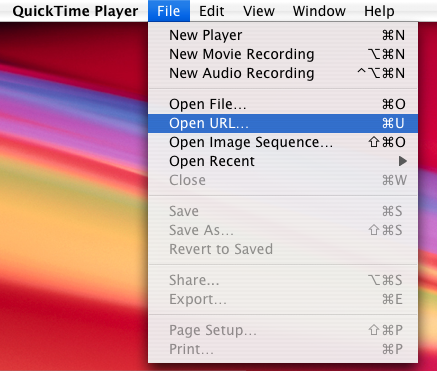 QuickTime Player File Edit View Window Help
New Player ⌘N
New Movie Recording ⌥⌘N
New Audio Recording ^⌥⌘N
Open File... ⌘O
Open URL... ⌘U
Open Image Sequence... ⇧⌘O
Open Recent ▶
Close ⌘W
Save ⌘S
Save As... ⇧⌘S
Revert to Saved
Share... ⌥⌘S
Export... ⌘E
Page Setup... ⇧⌘P
Print... ⌘P